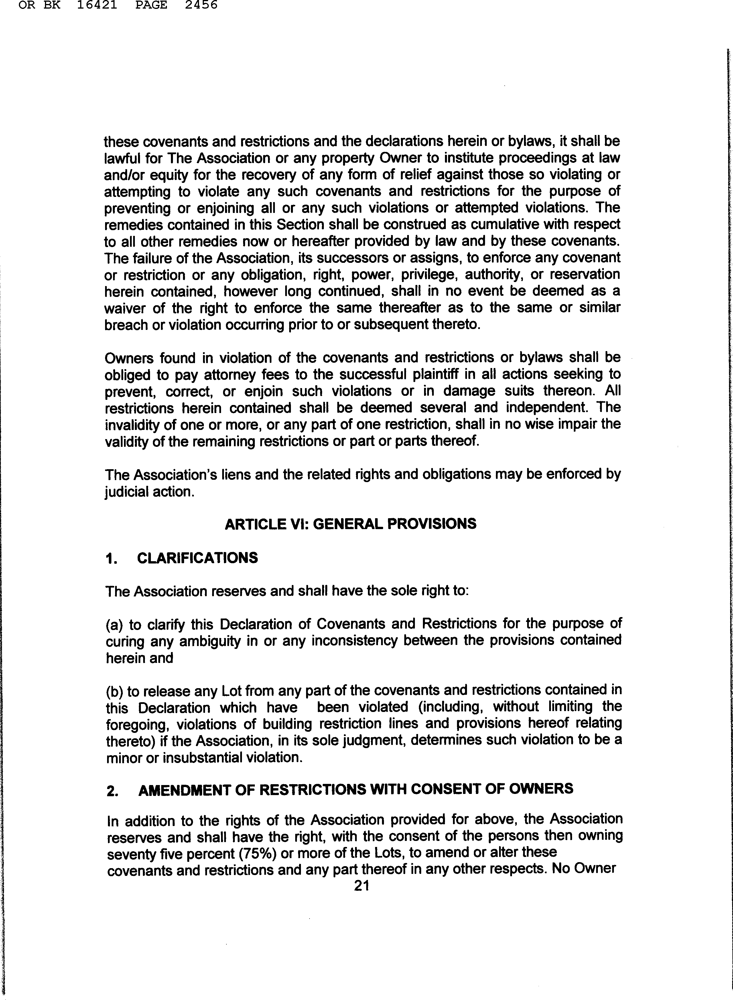 OR BK 16421 PAGE 2456
these covenants and restrictions and the declarations herein or bylaws, it shall be
lawful for The Association or any property Owner to institute proceedings at law
and/or equity for the recovery of any form of relief against those so violating or
attempting to violate any such covenants and restrictions for the purpose of
preventing or enjoining all or any such violations or attempted violations. The
remedies contained in this Section shall be construed as cumulative with respect
to all other remedies now or hereafter provided by law and by these covenants.
The failure of the Association, its successors or assigns, to enforce any covenant
or restriction or any obligation, right, power, privilege, authority, or reservation
herein contained, however long continued, shall in no event be deemed as a
waiver of the right to enforce the same thereafter as to the same or similar
breach or violation occurring prior to or subsequent thereto.
Owners found in violation of the covenants and restrictions or bylaws shall be
obliged to pay attorney fees to the successful plaintiff in all actions seeking to
prevent, correct, or enjoin such violations or in damage suits thereon. All
restrictions herein contained shall be deemed several and independent. The
invalidity of one or more, or any part of one restriction, shall in no wise impair the
validity of the remaining restrictions or part or parts thereof.
The Association's liens and the related rights and obligations may be enforced by
judicial action.
ARTICLE VI: GENERAL PROVISIONS
1. CLARIFICATIONS
The Association reserves and shall have the sole right to:
(a) to clarify this Declaration of Covenants and Restrictions for the purpose of
curing any ambiguity in or any inconsistency between the provisions contained
herein and
(b) to release any Lot from any part of the covenants and restrictions contained in
this Declaration which have been violated (including, without limiting the
foregoing, violations of building restriction lines and provisions hereof relating
thereto) if the Association, in its sole judgment, determines such violation to be a
minor or insubstantial violation.
2. AMENDMENT OF RESTRICTIONS WITH CONSENT OF OWNERS
In addition to the rights of the Association provided for above, the Association
reserves and shall have the right, with the consent of the persons then owning
seventy five percent (75%) or more of the Lots, to amend or alter these
covenants and restrictions and any part thereof in any other respects. No Owner
21